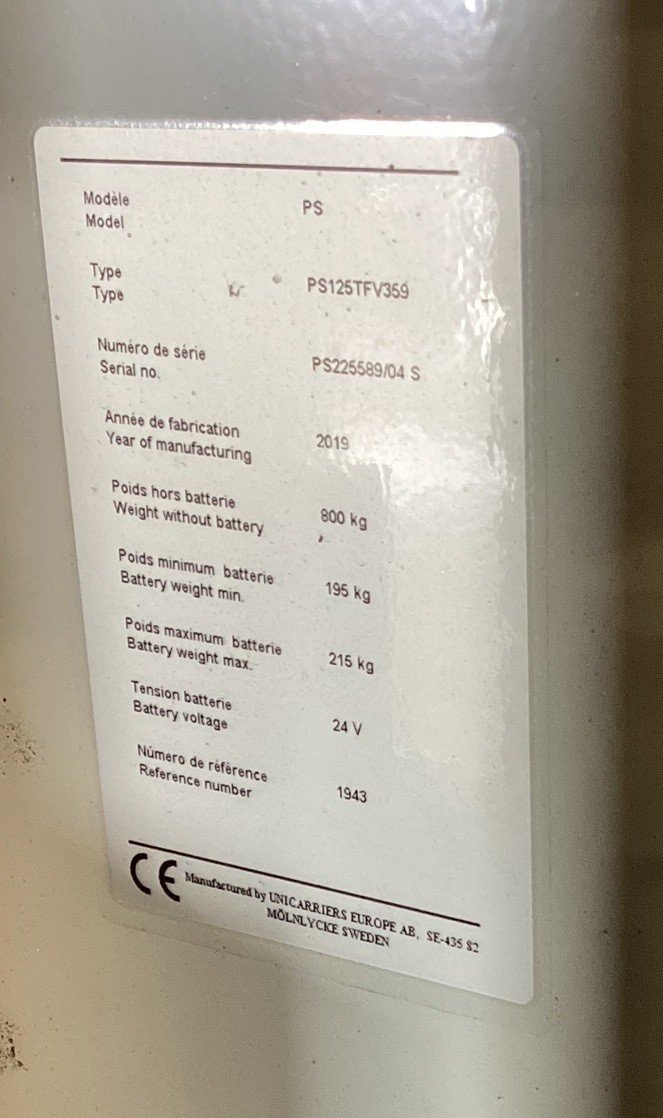 Modèle
Model PS
Type
Type PS125TFV359
Numéro de série
Serial no. PS225589/04 S
Année de fabrication
Year of manufacturing 2019
Poids hors batterie
Weight without battery 800 kg
Poids minimum batterie
Battery weight min. 195 kg
Poids maximum batterie
Battery weight max. 215 kg
Tension batterie
Battery voltage 24 V
Número de référence
Reference number 1943
CE Manufactured by UNICARRIERS EUROPE AB, SE-435 82
MÖLNLYCKE SWEDEN